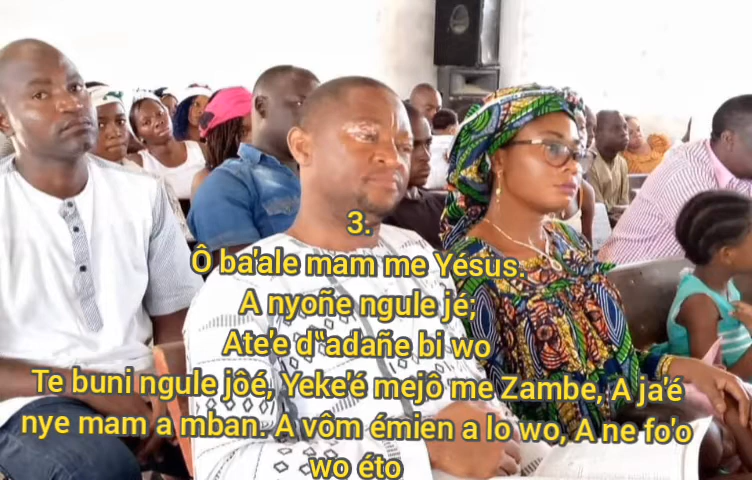 3.
Ô ba'ale mam me Yésus.
A nyoñe ngule jé;
Ate'e d‟adañe bi wo
Te buni ngule jôé, Yeke'é mejô me Zambe, A ja'é
nye mam a mban. A vôm émien a lo wo, A ne fo'o
wo éto